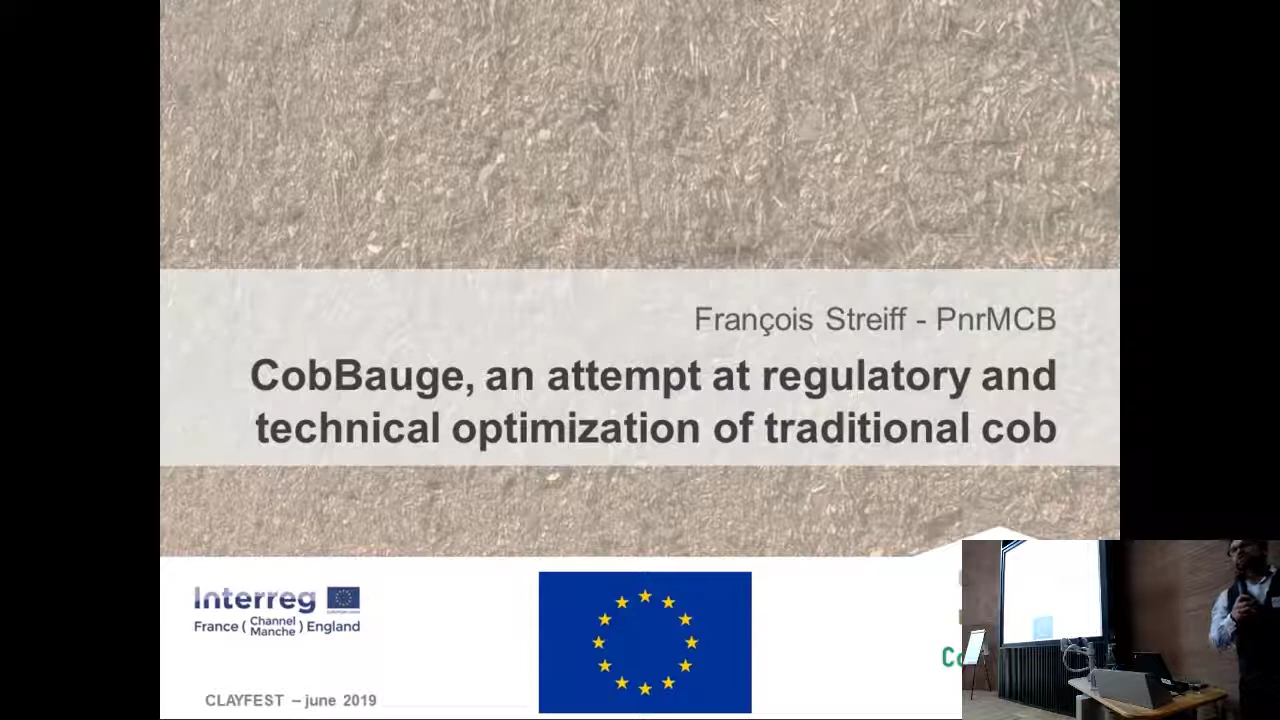 François Streiff - PnrMCB
CobBauge, an attempt at regulatory and
technical optimization of traditional cob
Interreg
France ( Channel Manche ) England
CLAYFEST – june 2019